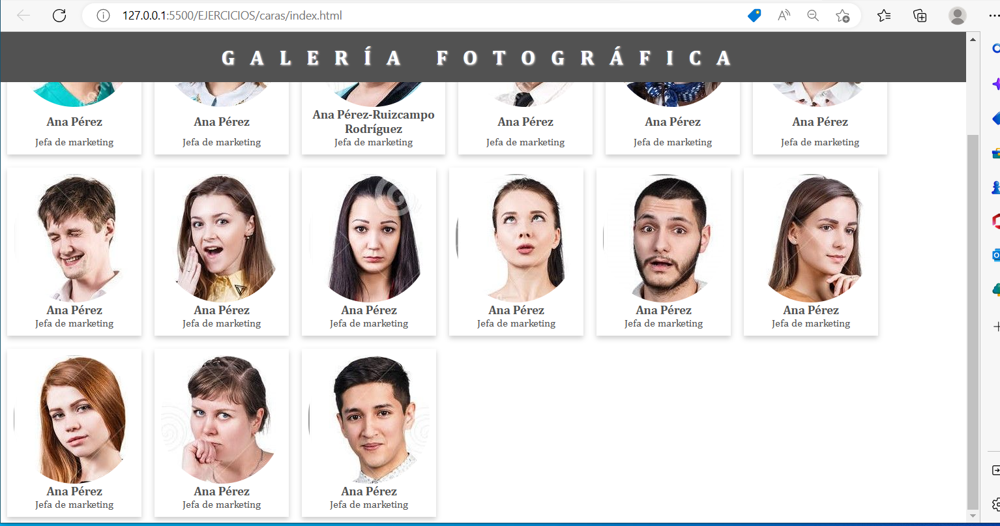 127.0.0.1:5500/EJERCICIOS/caras/index.html
GALERÍA FOTOGRÁFICA
Ana Pérez
Jefa de marketing
Ana Pérez
Jefa de marketing
Ana Pérez-Ruizcampo
Rodríguez
Jefa de marketing
Ana Pérez
Jefa de marketing
Ana Pérez
Jefa de marketing
Ana Pérez
Jefa de marketing
Ana Pérez
Jefa de marketing
Ana Pérez
Jefa de marketing
Ana Pérez
Jefa de marketing
Ana Pérez
Jefa de marketing
Ana Pérez
Jefa de marketing
Ana Pérez
Jefa de marketing
Ana Pérez
Jefa de marketing
Ana Pérez
Jefa de marketing
Ana Pérez
Jefa de marketing